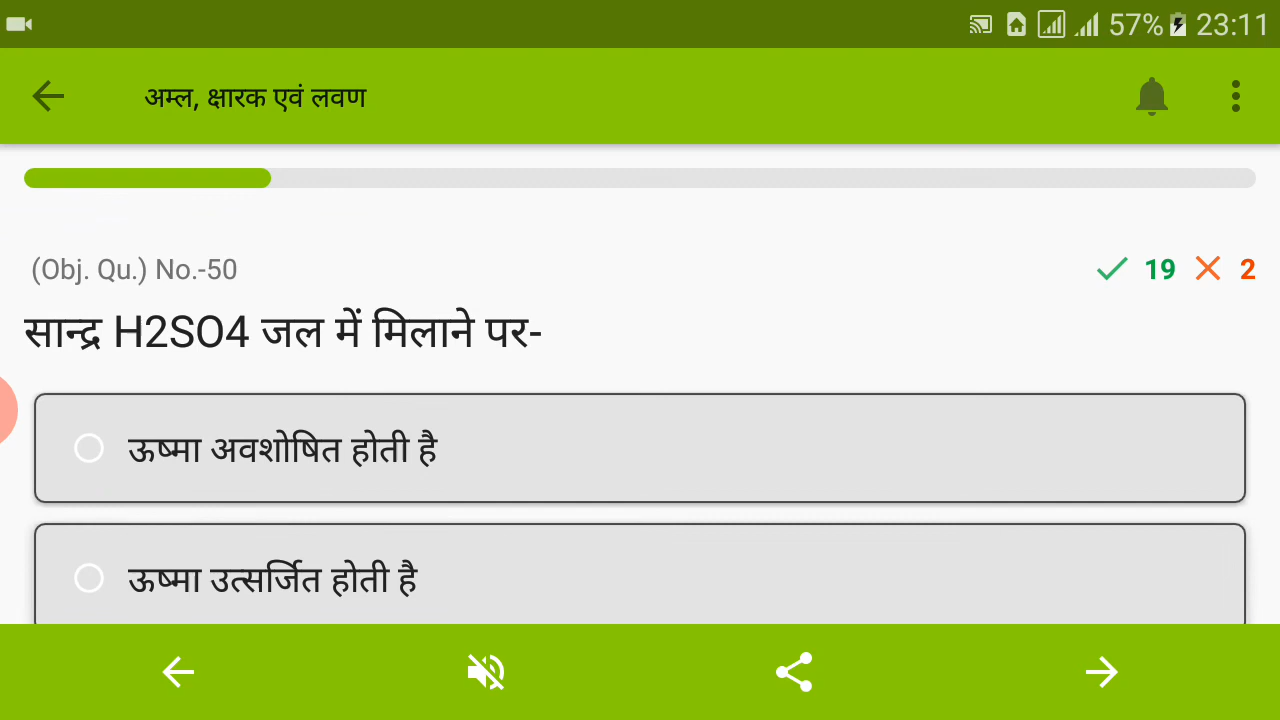 57% 23:11
अम्ल, क्षारक एवं लवण
(Obj. Qu.) No.-50 19 2
सान्द्र H2SO4 जल में मिलाने पर-
ऊष्मा अवशोषित होती है
ऊष्मा उत्सर्जित होती है